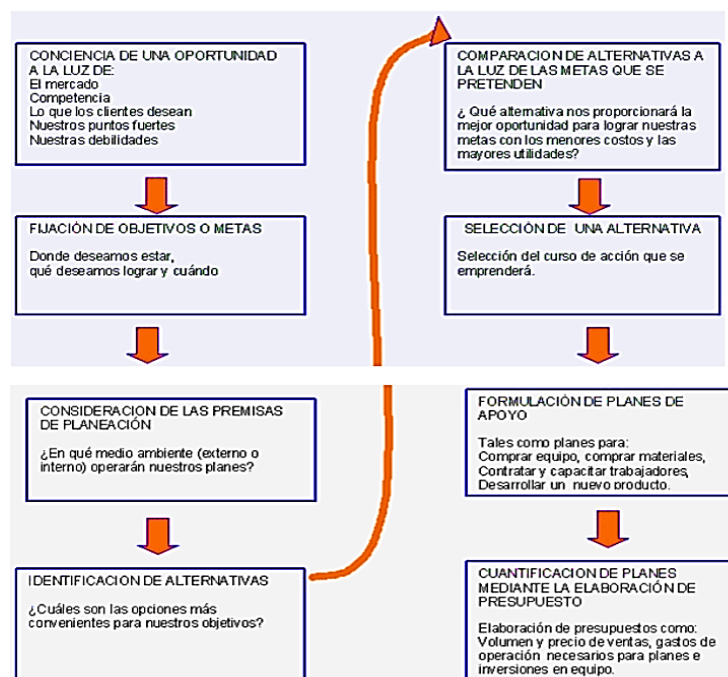 CONCIENCIA DE UNA OPORTUNIDAD
A LA LUZ DE:
El mercado
Competencia
Lo que los clientes desean
Nuestros puntos fuertes
Nuestras debilidades
FIJACIÓN DE OBJETIVOS O METAS
Donde deseamos estar,
qué deseamos lograr y cuándo
CONSIDERACION DE LAS PREMISAS
DE PLANEACIÓN
¿En qué medio ambiente (externo o
interno) operarán nuestros planes?
IDENTIFICACION DE ALTERNATIVAS
¿Cuáles son las opciones más
convenientes para nuestros objetivos?
COMPARACION DE ALTERNATIVAS A
LA LUZ DE LAS METAS QUE SE
PRETENDEN
¿ Qué alternativa nos proporcionará la
mejor oportunidad para lograr nuestras
metas con los menores costos y las
mayores utilidades?
SELECCIÓN DE UNA ALTERNATIVA
Selección del curso de acción que se
emprenderá.
FORMULACIÓN DE PLANES DE
APOYO
Tales como planes para:
Comprar equipo, comprar materiales,
Contratar y capacitar trabajadores,
Desarrollar un nuevo producto.
CUANTIFICACION DE PLANES
MEDIANTE LA ELABORACIÓN DE
PRESUPUESTO
Elaboración de presupuestos como:
Volumen y precio de ventas, gastos de
operación necesarios para planes e
inversiones en equipo.